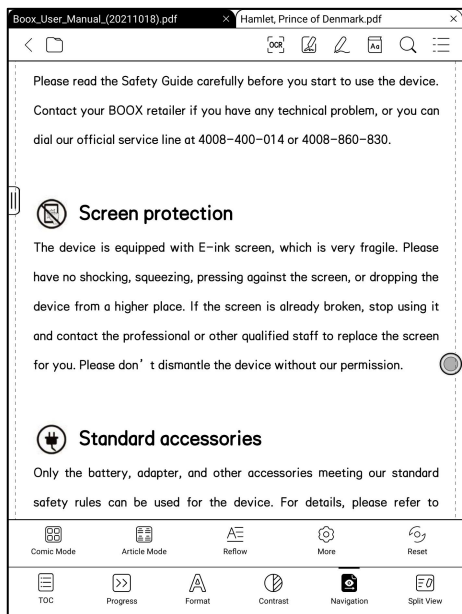 Boox_User_Manual_(20211018).pdf × Hamlet, Prince of Denmark.pdf ×
OCR Aa
Please read the Safety Guide carefully before you start to use the device.
Contact your BOOX retailer if you have any technical problem, or you can
dial our official service line at 4008-400-014 or 4008-860-830.
Screen protection
The device is equipped with E-ink screen, which is very fragile. Please
have no shocking, squeezing, pressing against the screen, or dropping the
device from a higher place. If the screen is already broken, stop using it
and contact the professional or other qualified staff to replace the screen
for you. Please don't dismantle the device without our permission.
Standard accessories
Only the battery, adapter, and other accessories meeting our standard
safety rules can be used for the device. For details, please refer to
Comic Mode Article Mode Reflow More Reset
TOC Progress Format Contrast Navigation Split View